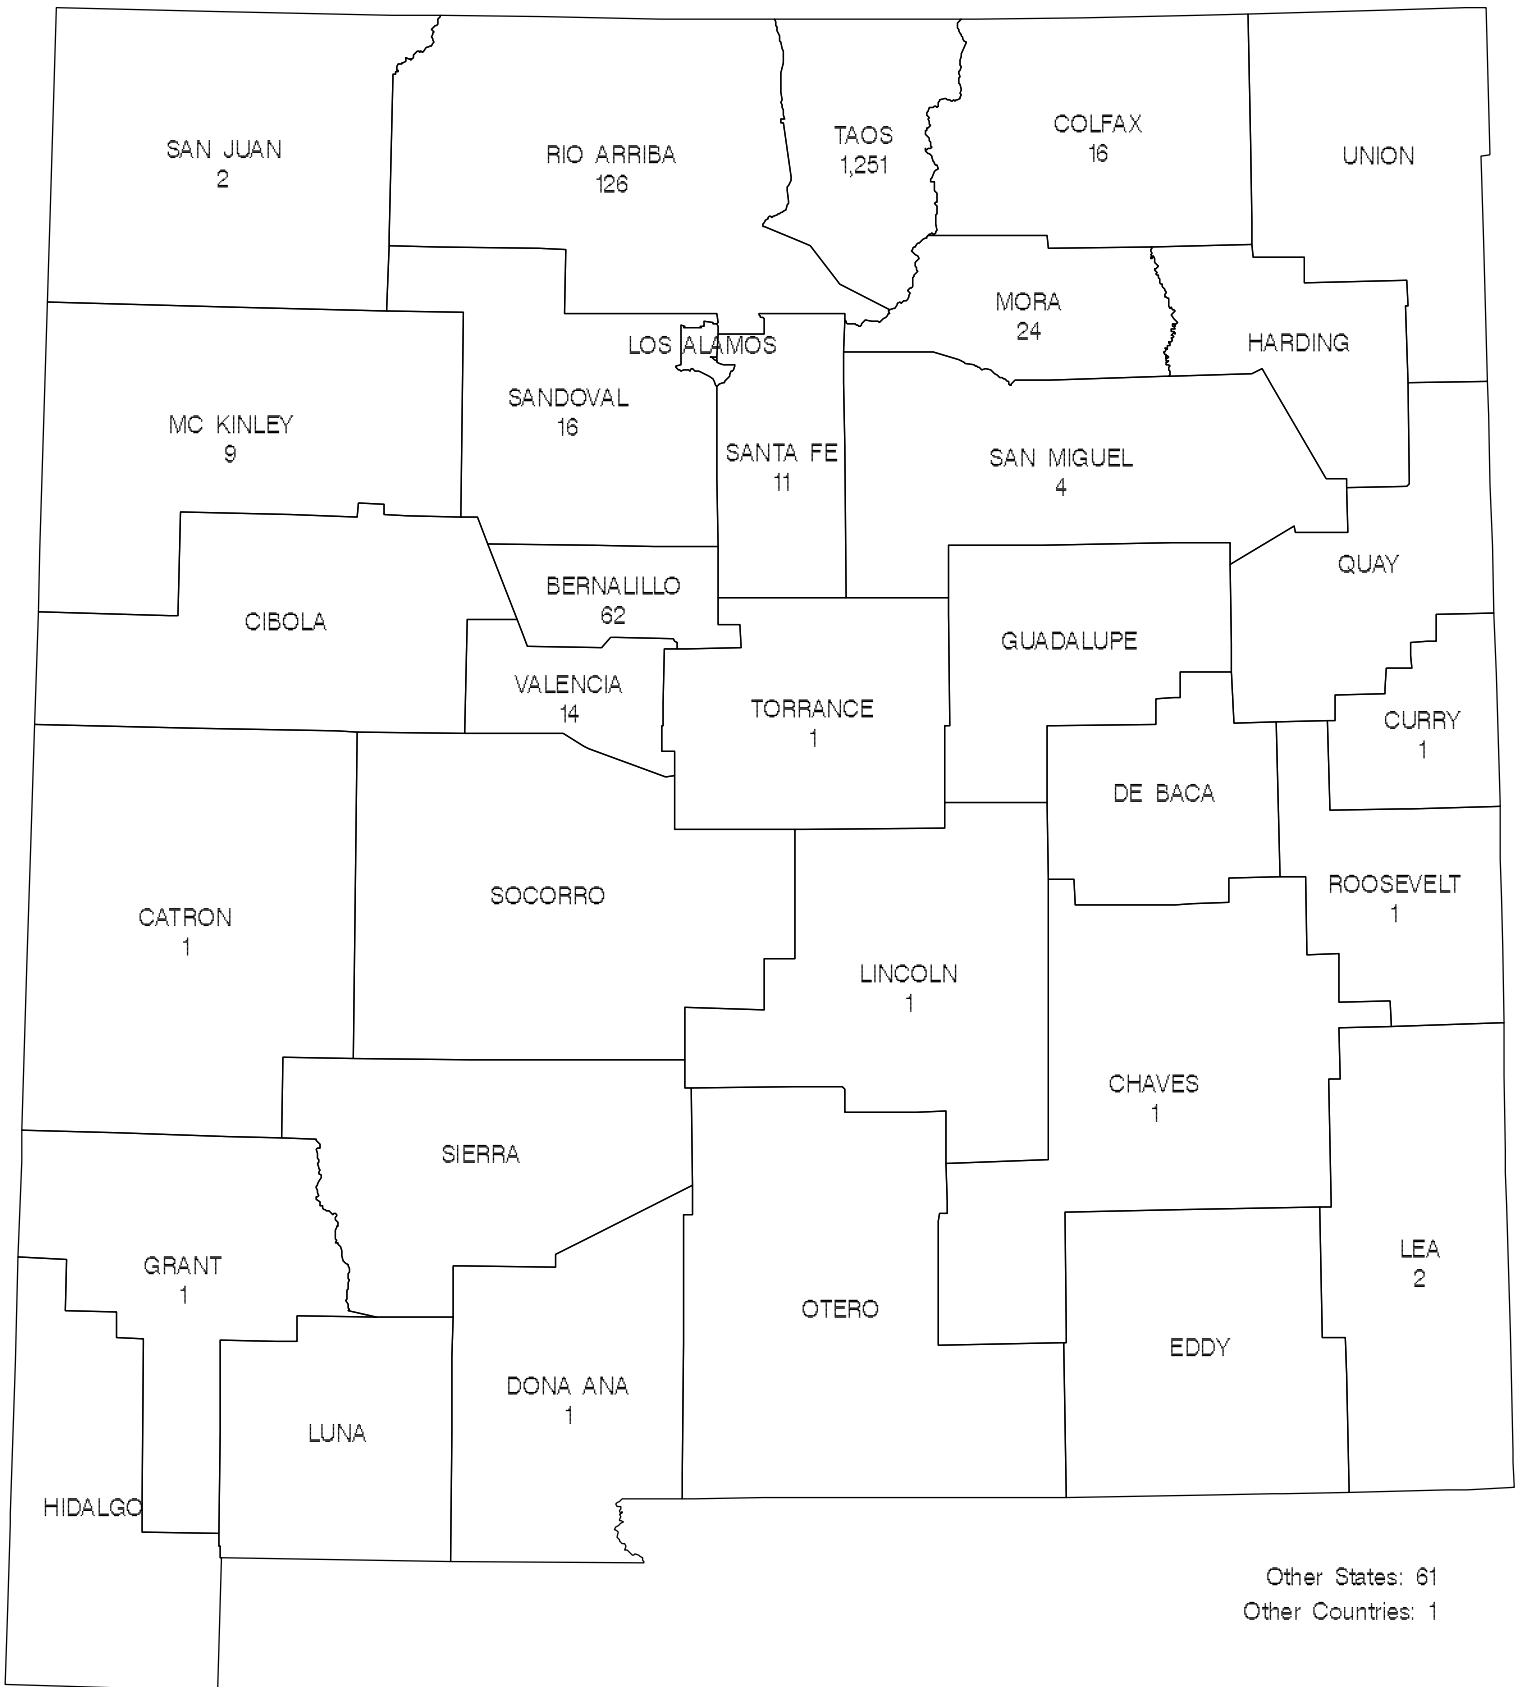 SAN JUAN
2
RIO ARRIBA
126
TAOS
1,251
COLFAX
16
UNION
MORA
24
HARDING
LOS ALAMOS
SANDOVAL
16
MC KINLEY
9
SANTA FE
11
SAN MIGUEL
4
QUAY
BERNALILLO
62
CIBOLA
GUADALUPE
VALENCIA
14
TORRANCE
1
CURRY
1
DE BACA
ROOSEVELT
1
SOCORRO
CATRON
1
LINCOLN
1
CHAVES
1
SIERRA
GRANT
1
LEA
2
OTERO
EDDY
DONA ANA
1
LUNA
HIDALGO
Other States: 61
Other Countries: 1